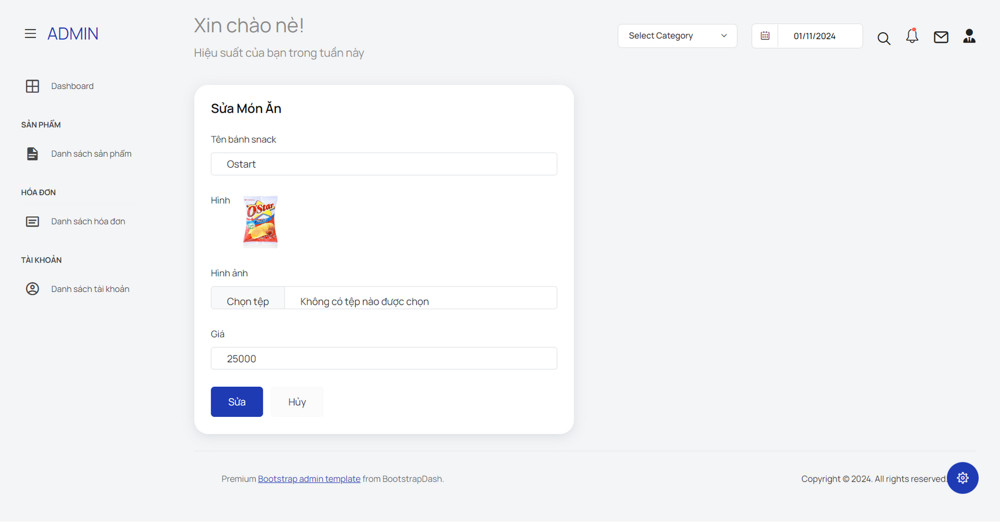 ADMIN
Xin chào nè!
Hiệu suất của bạn trong tuần này
Select Category
01/11/2024
Dashboard
SẢN PHẨM
Danh sách sản phẩm
HÓA ĐƠN
Danh sách hóa đơn
TÀI KHOẢN
Danh sách tài khoản
Sửa Món Ăn
Tên bánh snack
Ostart
Hình
O'Star
Hình ảnh
Chọn tệp
Không có tệp nào được chọn
Giá
25000
Sửa
Hủy
Premium Bootstrap admin template from BootstrapDash.
Copyright © 2024. All rights reserved.